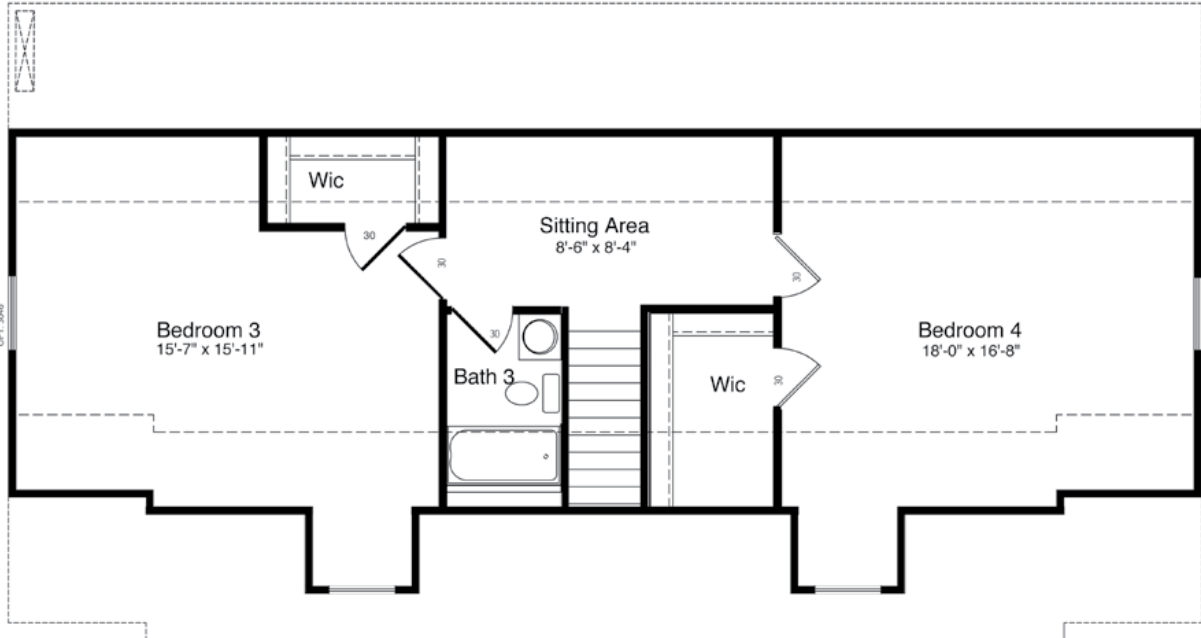 Wic
30
30
Sitting Area
8'-6" x 8'-4"
30
Bedroom 3
15'-7" x 15'-11"
30
Bath 3
Wic
30
Bedroom 4
18'-0" x 16'-8"